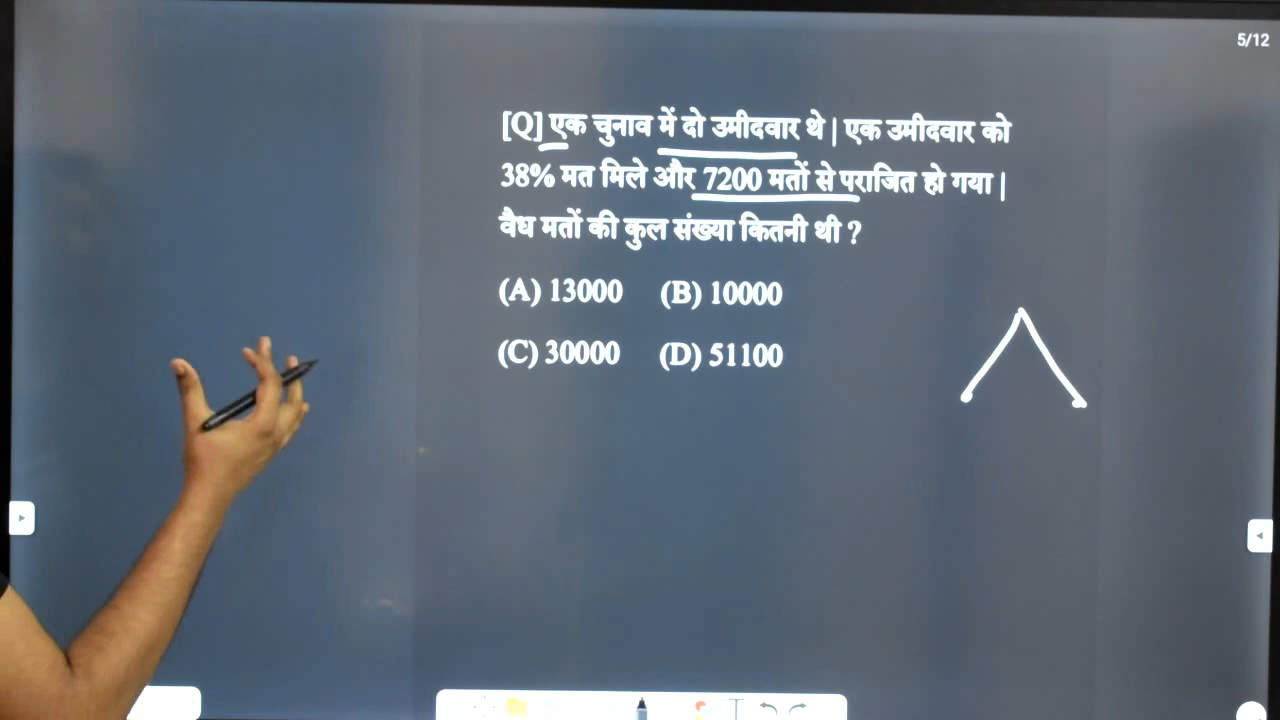 5/12
[Q] एक चुनाव में दो उमीदवार थे | एक उमीदवार को
38% मत मिले और 7200 मतों से पराजित हो गया |
वैध मतों की कुल संख्या कितनी थी ?
(A) 13000 (B) 10000
(C) 30000 (D) 51100